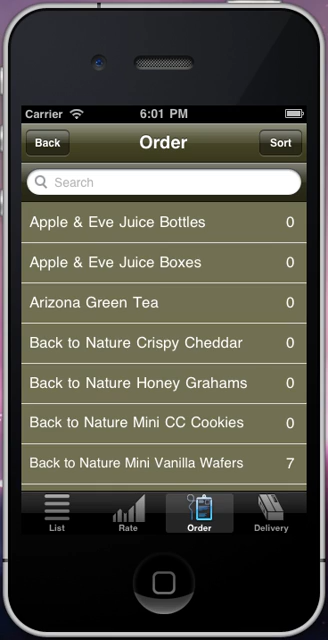 Carrier 6:01 PM
Back Order Sort
Search
Apple & Eve Juice Bottles 0
Apple & Eve Juice Boxes 0
Arizona Green Tea 0
Back to Nature Crispy Cheddar 0
Back to Nature Honey Grahams 0
Back to Nature Mini CC Cookies 0
Back to Nature Mini Vanilla Wafers 7
List Rate Order Delivery